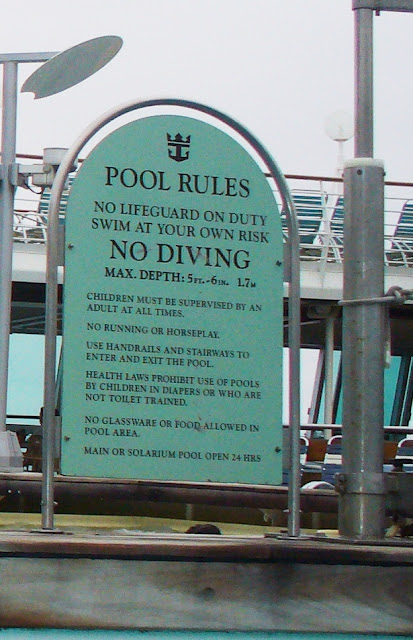 POOL RULES
NO LIFEGUARD ON DUTY
SWIM AT YOUR OWN RISK
NO DIVING
MAX. DEPTH: 5FT.-6IN. 1.7M
CHILDREN MUST BE SUPERVISED BY AN
ADULT AT ALL TIMES.
NO RUNNING OR HORSEPLAY.
USE HANDRAILS AND STAIRWAYS TO
ENTER AND EXIT THE POOL.
HEALTH LAWS PROHIBIT USE OF POOLS
BY CHILDREN IN DIAPERS OR WHO ARE
NOT TOILET TRAINED.
NO GLASSWARE OR FOOD ALLOWED IN
POOL AREA.
MAIN OR SOLARIUM POOL OPEN 24 HRS